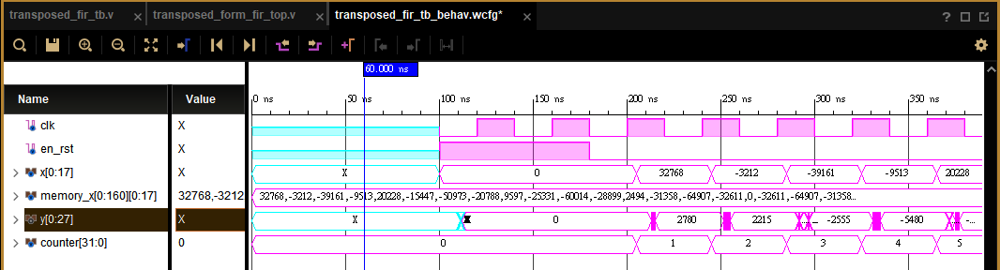 transposed_fir_tb.v × transposed_form_fir_top.v × transposed_fir_tb_behav.wcfg* × ?
60.000 ns
Name Value 0 ns 50 ns 100 ns 150 ns 200 ns 250 ns 300 ns 350 ns
clk X
en_rst X
x[0:17] X X 0 32768 -3212 -39161 -9513 20228
memory_x[0:160][0:17] 32768,-3212 32768,-3212,-39161,-9513,20228,-15447,-50973,-20788,9597,-25331,-60014,-28899,2494,-31358,-64907,-32611,0,-32611,-64907,-31358...
y[0:27] X X 0 2780 2215 ... -2555 -5480 ... -...
counter[31:0] 0 0 1 2 3 4 5